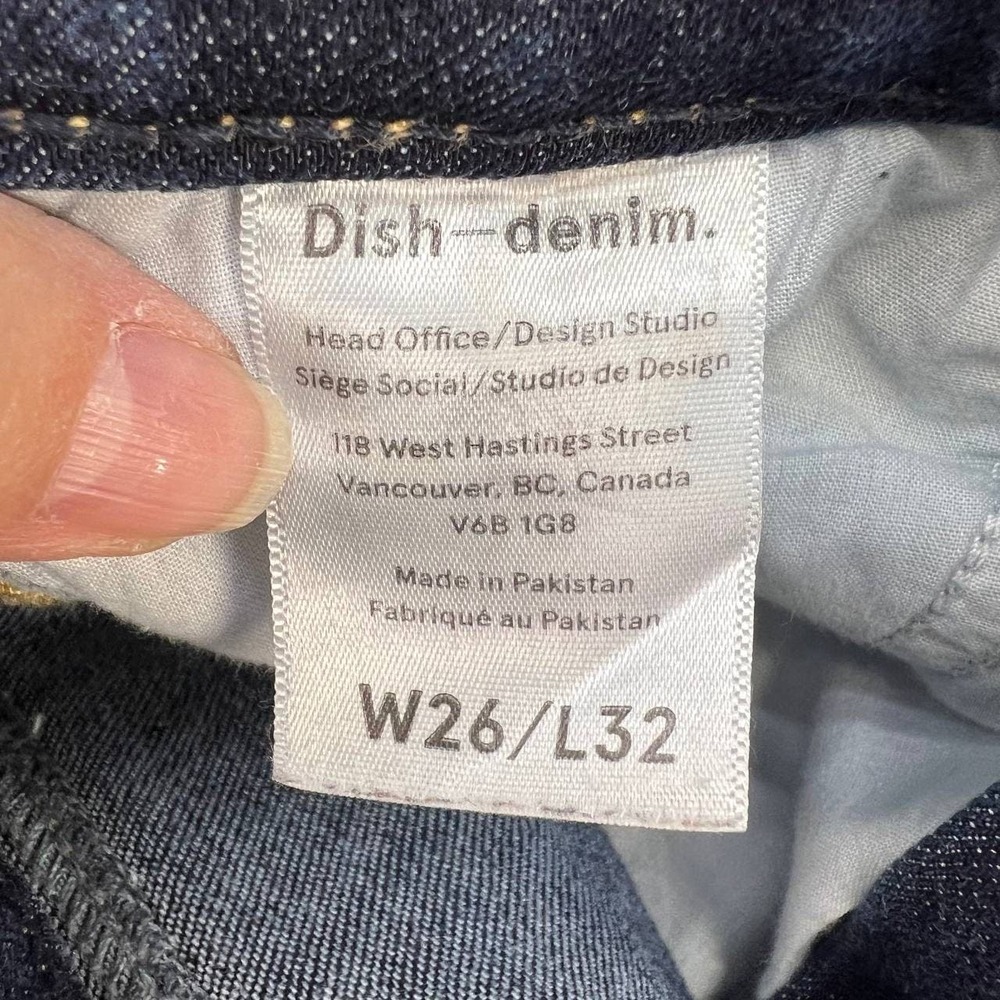 Dish—denim.
Head Office/Design Studio
Siège Social/Studio de Design
118 West Hastings Street
Vancouver, BC, Canada
V6B 1G8
Made in Pakistan
Fabriqué au Pakistan
W26/L32